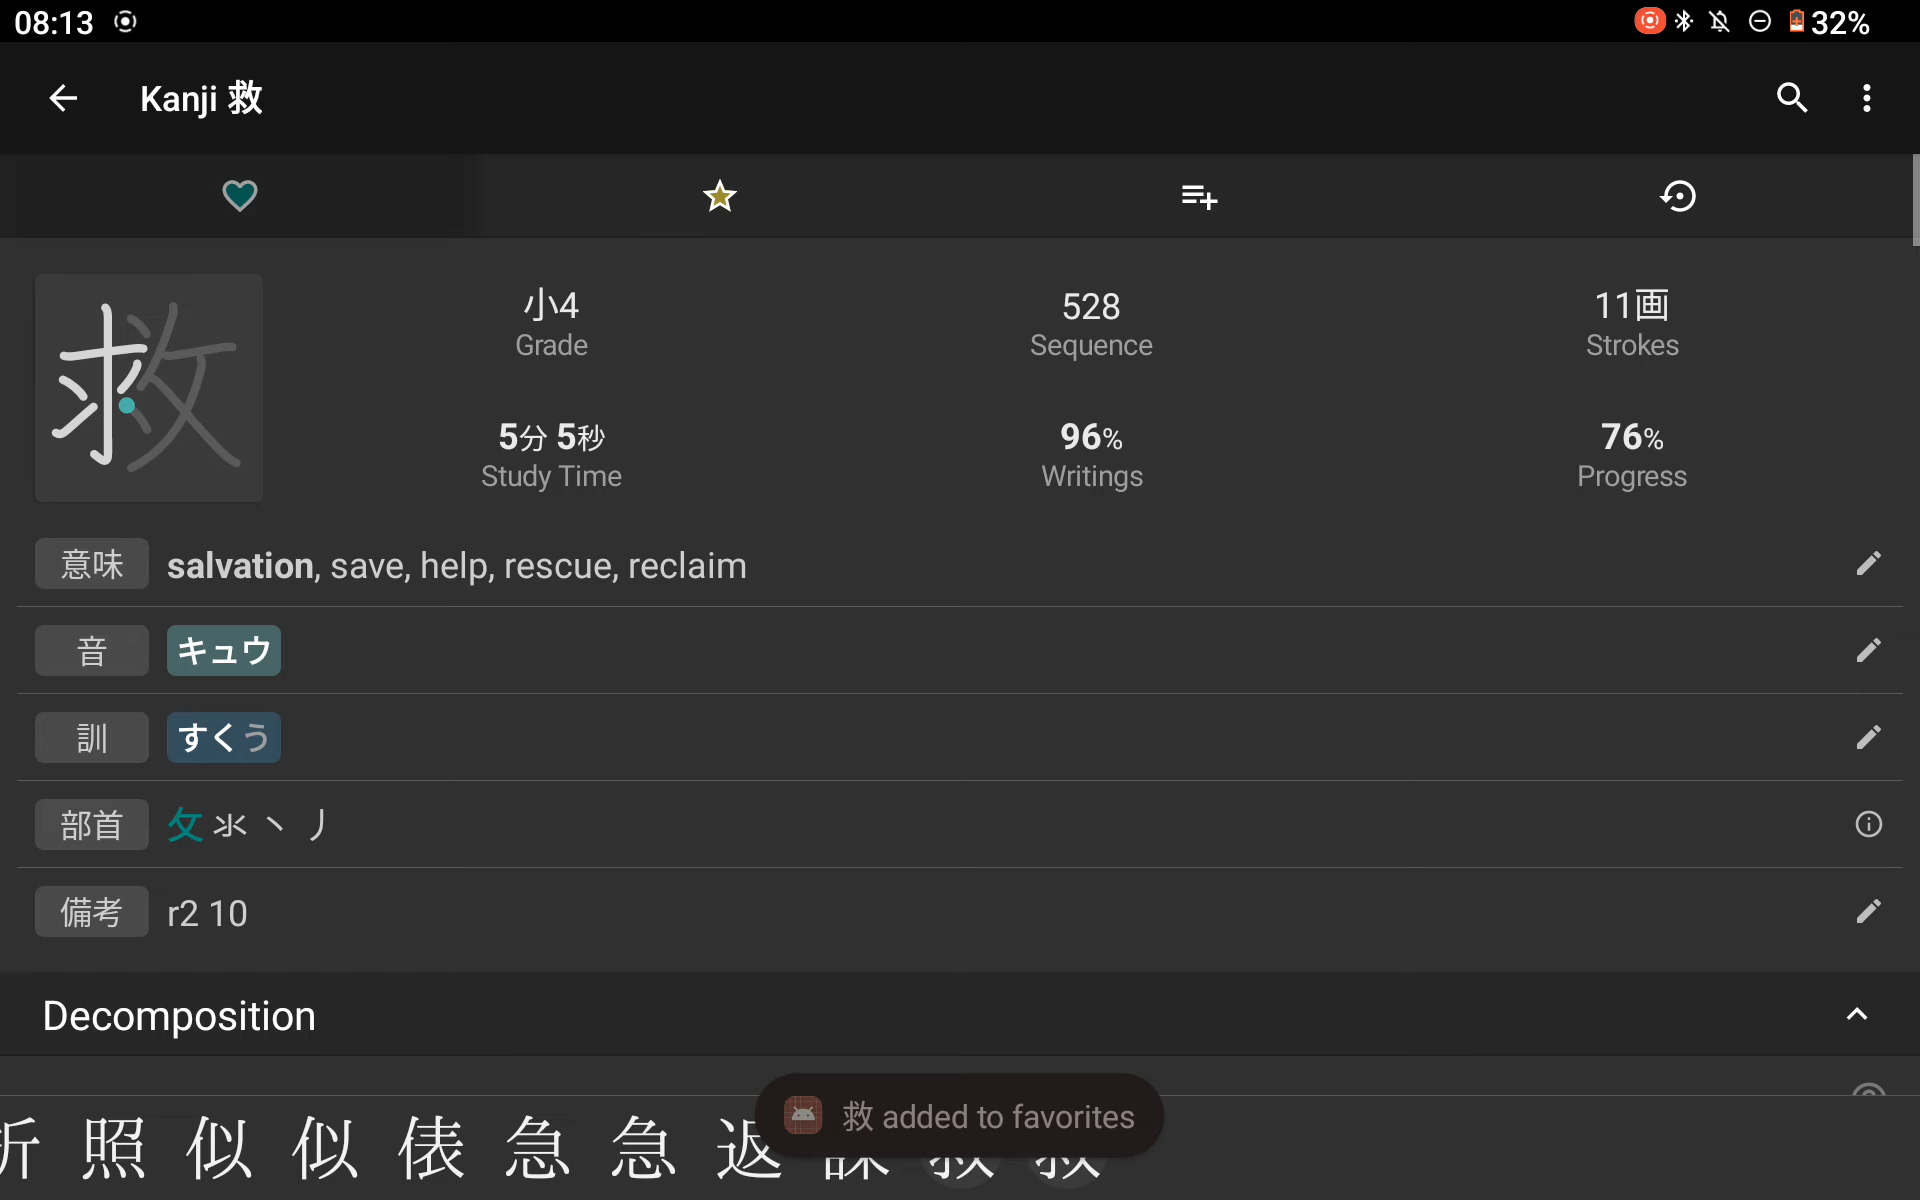 08:13 32%
Kanji 救
救
小4 528 11画
Grade Sequence Strokes
5分 5秒 96% 76%
Study Time Writings Progress
意味 salvation, save, help, rescue, reclaim
音 キュウ
訓 すくう
部首 攵 氺 丶 丿
備考 r2 10
Decomposition
救 added to favorites
照 似 似 俵 急 急 返 救 救